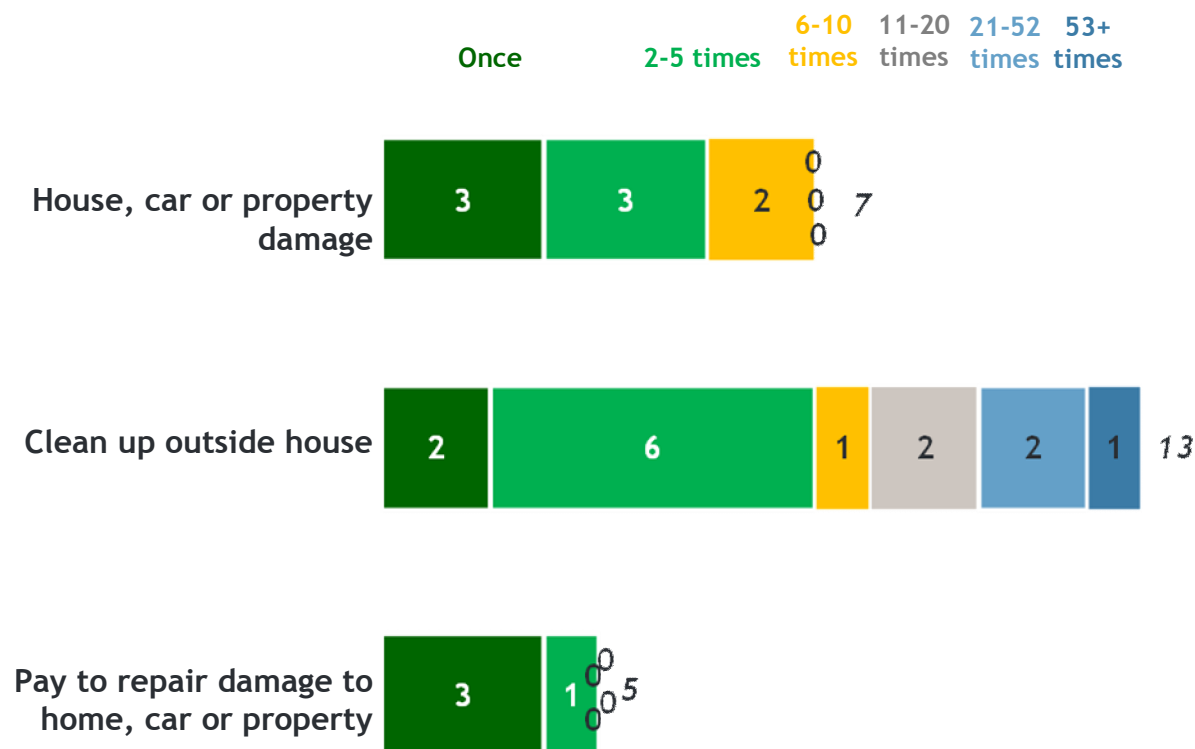 6-10 11-20 21-52 53+
Once 2-5 times times times times times
House, car or property
damage
3 3 2 0 0 0 7
Clean up outside house 2 6 1 2 2 1 13
Pay to repair damage to
home, car or property
3 1 0 0 0 0 5